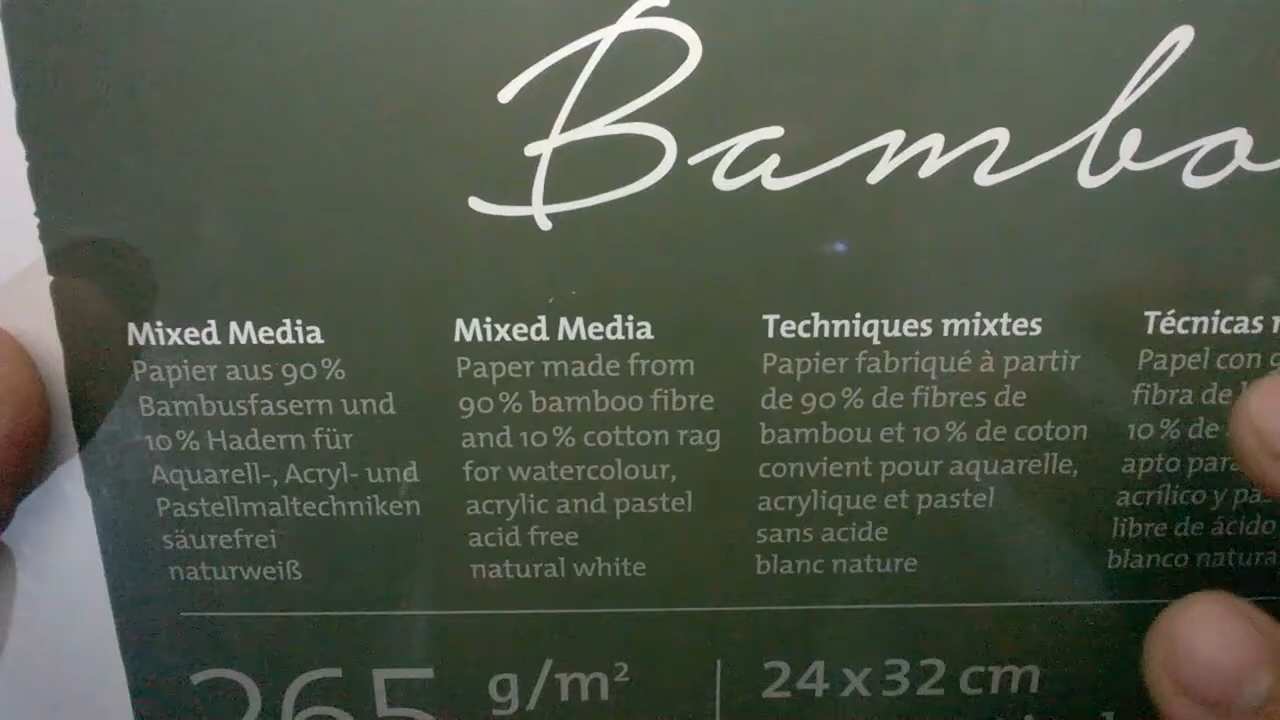 Bambo
Mixed Media
Papier aus 90%
Bambusfasern und
10% Hadern für
Aquarell-, Acryl- und
Pastellmaltechniken
säurefrei
naturweiß
Mixed Media
Paper made from
90% bamboo fibre
and 10% cotton rag
for watercolour,
acrylic and pastel
acid free
natural white
Techniques mixtes
Papier fabriqué à partir
de 90% de fibres de
bambou et 10% de coton
convient pour aquarelle,
acrylique et pastel
sans acide
blanc nature
Técnicas
Papel con
fibra de
10% de
apto para
acrílico y
libre de ácido
blanco natura
265 g/m² | 24 x 32 cm